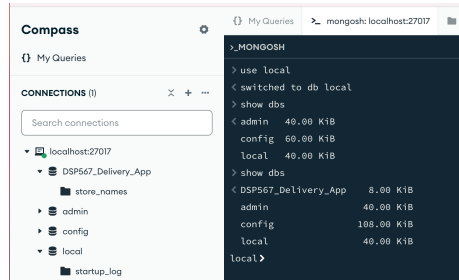 Compass
{} My Queries
CONNECTIONS (1)
Search connections
localhost:27017
DSP567_Delivery_App
store_names
admin
config
local
startup_log
{} My Queries
>_ mongosh: localhost:27017
>_MONGOSH
> use local
< switched to db local
> show dbs
< admin 40.00 KiB
config 60.00 KiB
local 40.00 KiB
> show dbs
< DSP567_Delivery_App 8.00 KiB
admin 40.00 KiB
config 108.00 KiB
local 40.00 KiB
local>